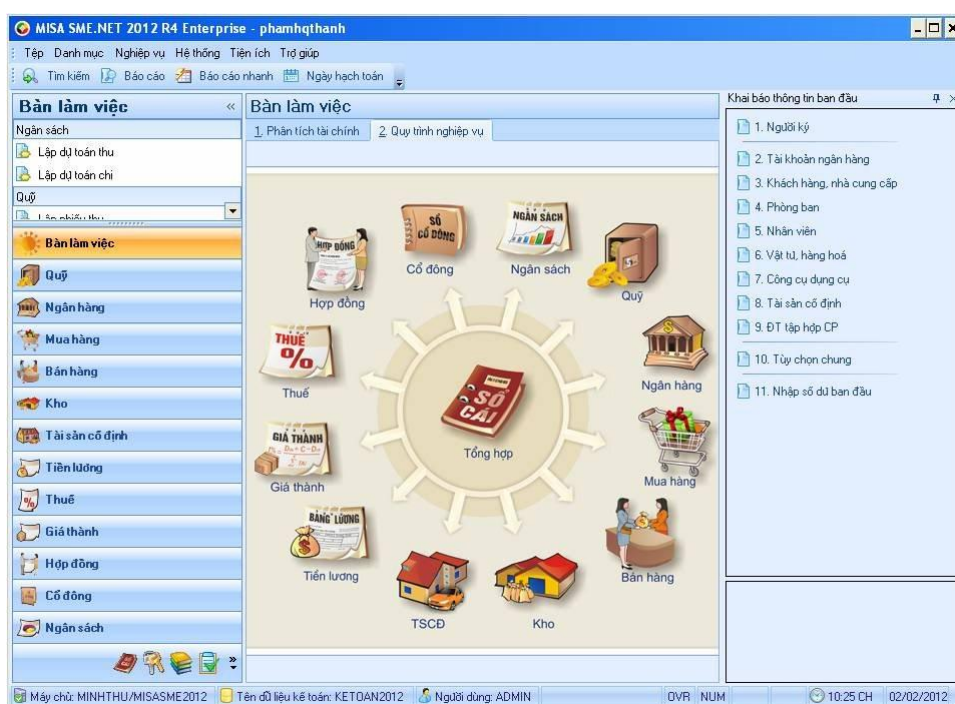 MISA SME.NET 2012 R4 Enterprise - phamhqthanh
Tệp Danh mục Nghiệp vụ Hệ thống Tiện ích Trợ giúp
Tìm kiếm Báo cáo Báo cáo nhanh Ngày hạch toán
Bàn làm việc «
Ngân sách
Lập dự toán thu
Lập dự toán chi
Quỹ
Lập phiếu thu
Bàn làm việc
Quỹ
Ngân hàng
Mua hàng
Bán hàng
Kho
Tài sản cố định
Tiền lương
Thuế
Giá thành
Hợp đồng
Cổ đông
Ngân sách
Bàn làm việc
1. Phân tích tài chính 2. Quy trình nghiệp vụ
HỢP ĐỒNG
Hợp đồng
SỔ CỔ ĐÔNG
Cổ đông
NGÂN SÁCH
Ngân sách
Quỹ
THUẾ %
Thuế
Ngân hàng
SỔ CÁI
Tổng hợp
GIÁ THÀNH
Giá thành
Mua hàng
BẢNG LƯƠNG
Tiền lương
Bán hàng
TSCĐ
Kho
Khai báo thông tin ban đầu
1. Người ký
2. Tài khoản ngân hàng
3. Khách hàng, nhà cung cấp
4. Phòng ban
5. Nhân viên
6. Vật tư, hàng hoá
7. Công cụ dụng cụ
8. Tài sản cố định
9. ĐT tập hợp CP
10. Tùy chọn chung
11. Nhập số dư ban đầu
Máy chủ: MINHTHU/MISASME2012 Tên dữ liệu kế toán: KETOAN2012 Người dùng: ADMIN OVR NUM 10:25 CH 02/02/2012